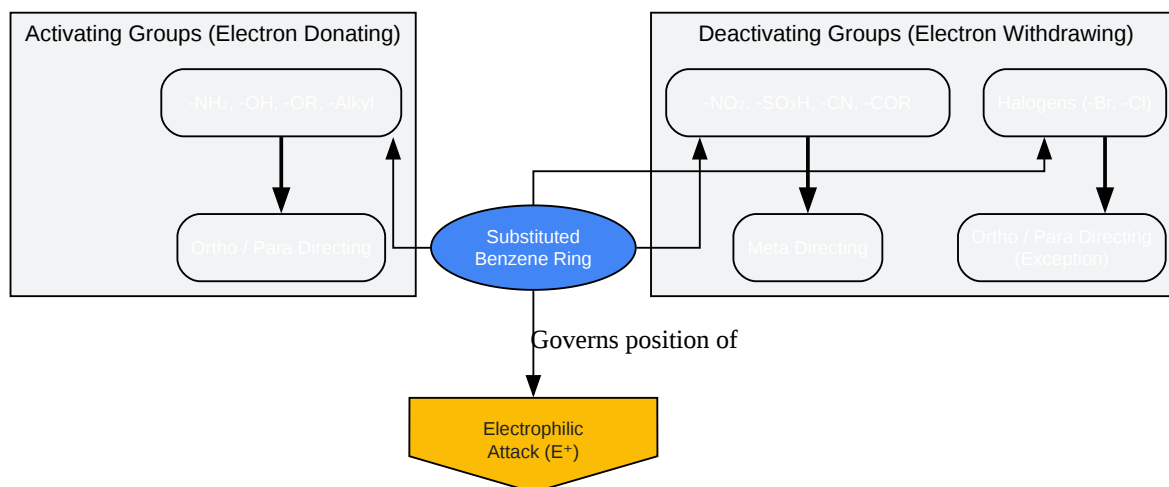 Activating Groups (Electron Donating)
Deactivating Groups (Electron Withdrawing)
-NH₂, -OH, -OR, -Alkyl
-NO₂, -SO₃H, -CN, -COR
Halogens (-Br, -Cl)
Ortho / Para Directing
Substituted
Benzene Ring
Meta Directing
Ortho / Para Directing
(Exception)
Governs position of
Electrophilic
Attack (E⁺)